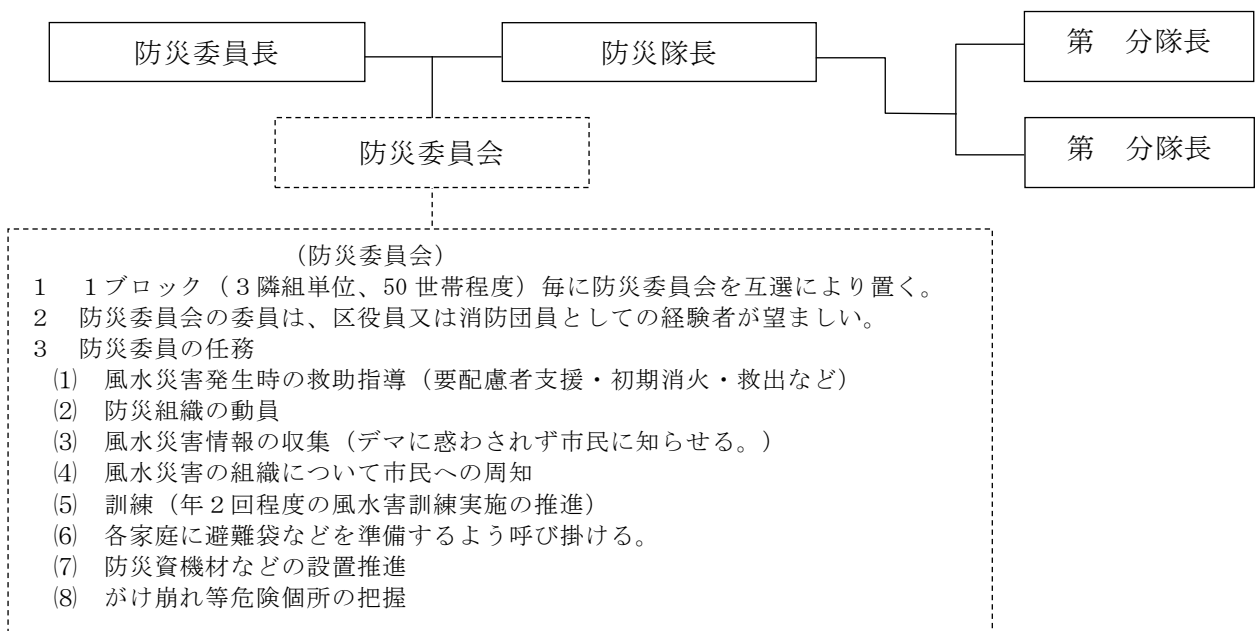 防災委員長
防災隊長
第　分隊長
第　分隊長
防災委員会
（防災委員会）
１　１ブロック（３隣組単位、50 世帯程度）毎に防災委員会を互選により置く。
２　防災委員会の委員は、区役員又は消防団員としての経験者が望ましい。
３　防災委員の任務
⑴　風水災害発生時の救助指導（要配慮者支援・初期消火・救出など）
⑵　防災組織の動員
⑶　風水災害情報の収集（デマに惑わされず市民に知らせる。）
⑷　風水災害の組織について市民への周知
⑸　訓練（年２回程度の風水害訓練実施の推進）
⑹　各家庭に避難袋などを準備するよう呼び掛ける。
⑺　防災資機材などの設置推進
⑻　がけ崩れ等危険個所の把握